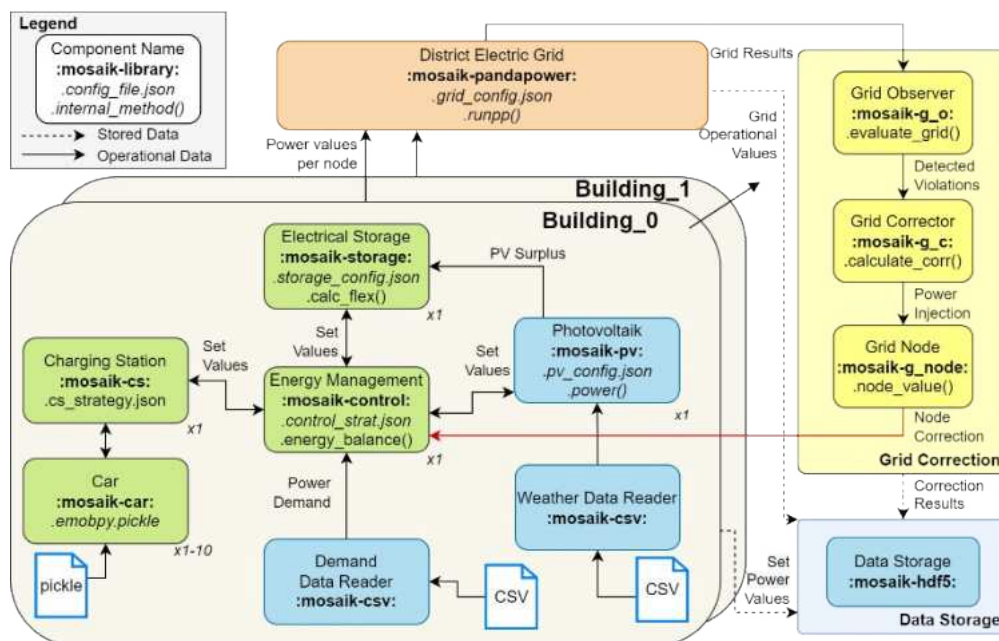 Legend
Component Name
:mosaik-library:
.config_file.json
.internal_method()
Stored Data
Operational Data
District Electric Grid
:mosaik-pandapower:
.grid_config.json
.runpp()
Grid Results
Grid
Operational
Values
Power values
per node
Building_1
Building_0
Electrical Storage
:mosaik-storage:
.storage_config.json
.calc_flex()
x1
PV Surplus
Set
Values
Charging Station
:mosaik-cs:
.cs_strategy.json
x1
Set
Values
Energy Management
:mosaik-control:
.control_strat.json
.energy_balance()
x1
Set
Values
Photovoltaik
:mosaik-pv:
.pv_config.json
.power()
x1
Car
:mosaik-car:
.emobpy.pickle
x1-10
pickle
Power
Demand
Demand
Data Reader
:mosaik-csv:
CSV
Weather Data Reader
:mosaik-csv:
CSV
Grid Observer
:mosaik-g_o:
.evaluate_grid()
Detected
Violations
Grid Corrector
:mosaik-g_c:
.calculate_corr()
Power
Injection
Grid Node
:mosaik-g_node:
.node_value()
Node
Correction
Grid Correction
Correction
Results
Set
Power
Values
Data Storage
:mosaik-hdf5:
Data Storage